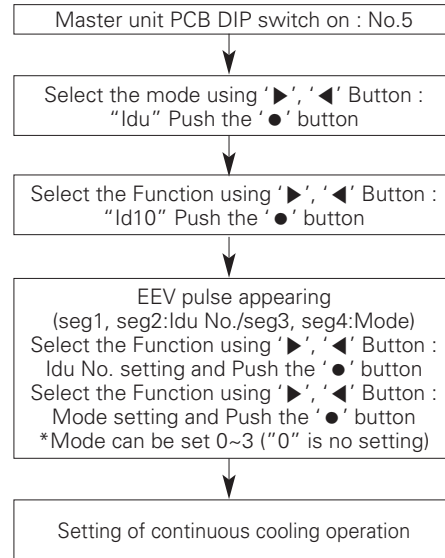 Master unit PCB DIP switch on : No.5
Select the mode using ‘▶’, ‘◀’ Button :
“Idu” Push the ‘●’ button
Select the Function using ‘▶’, ‘◀’ Button :
“Id10” Push the ‘●’ button
EEV pulse appearing
(seg1, seg2:Idu No./seg3, seg4:Mode)
Select the Function using ‘▶’, ‘◀’ Button :
Idu No. setting and Push the ‘●’ button
Select the Function using ‘▶’, ‘◀’ Button :
Mode setting and Push the ‘●’ button
*Mode can be set 0~3 ("0" is no setting)
Setting of continuous cooling operation